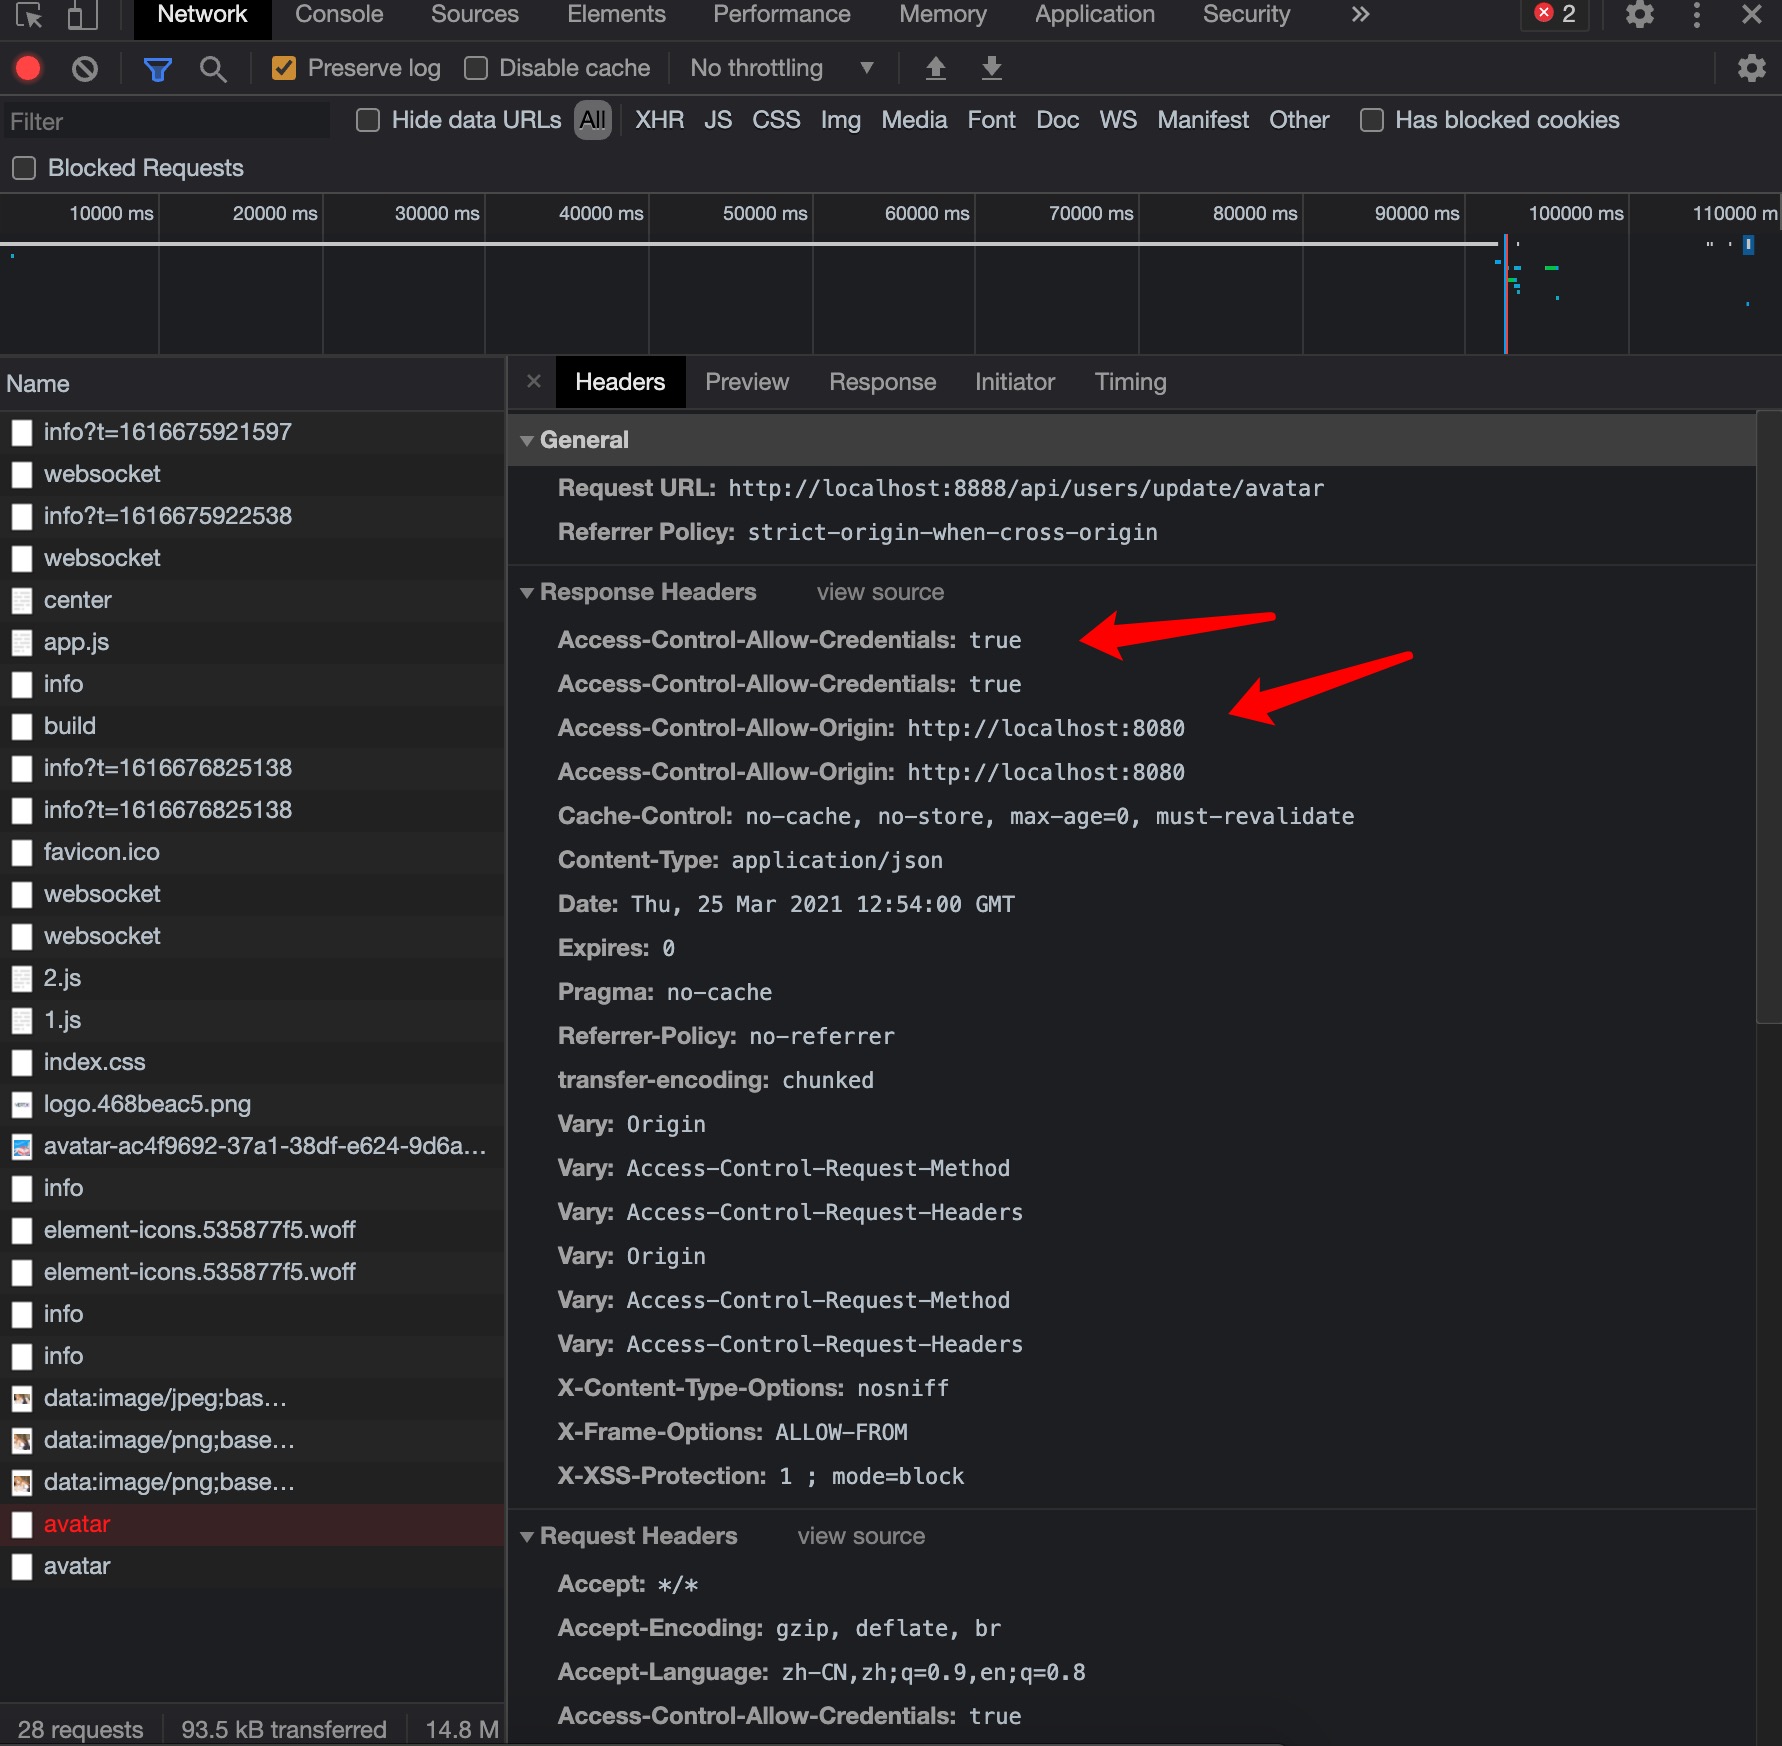 Network Console Sources Elements Performance Memory Application Security » 2
Preserve log Disable cache No throttling ▼
Filter Hide data URLs All XHR JS CSS Img Media Font Doc WS Manifest Other Has blocked cookies
Blocked Requests
10000 ms 20000 ms 30000 ms 40000 ms 50000 ms 60000 ms 70000 ms 80000 ms 90000 ms 100000 ms 110000 m
Name
info?t=1616675921597
websocket
info?t=1616675922538
websocket
center
app.js
info
build
info?t=1616676825138
info?t=1616676825138
favicon.ico
websocket
websocket
2.js
1.js
index.css
logo.468beac5.png
avatar-ac4f9692-37a1-38df-e624-9d6a…
info
element-icons.535877f5.woff
element-icons.535877f5.woff
info
info
data:image/jpeg;bas…
data:image/png;base…
data:image/png;base…
avatar
avatar
28 requests 93.5 kB transferred 14.8 M
× Headers Preview Response Initiator Timing
General
Request URL: http://localhost:8888/api/users/update/avatar
Referrer Policy: strict-origin-when-cross-origin
Response Headers view source
Access-Control-Allow-Credentials: true
Access-Control-Allow-Credentials: true
Access-Control-Allow-Origin: http://localhost:8080
Access-Control-Allow-Origin: http://localhost:8080
Cache-Control: no-cache, no-store, max-age=0, must-revalidate
Content-Type: application/json
Date: Thu, 25 Mar 2021 12:54:00 GMT
Expires: 0
Pragma: no-cache
Referrer-Policy: no-referrer
transfer-encoding: chunked
Vary: Origin
Vary: Access-Control-Request-Method
Vary: Access-Control-Request-Headers
Vary: Origin
Vary: Access-Control-Request-Method
Vary: Access-Control-Request-Headers
X-Content-Type-Options: nosniff
X-Frame-Options: ALLOW-FROM
X-XSS-Protection: 1 ; mode=block
Request Headers view source
Accept: */*
Accept-Encoding: gzip, deflate, br
Accept-Language: zh-CN,zh;q=0.9,en;q=0.8
Access-Control-Allow-Credentials: true